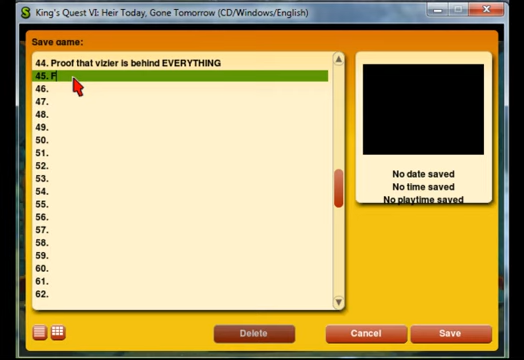 S King's Quest VI: Heir Today, Gone Tomorrow (CD/Windows/English)
Save game:
44. Proof that vizier is behind EVERYTHING
45. F
46.
47.
48.
49.
50.
51.
52.
53.
54.
55.
56.
57.
58.
59.
60.
61.
62.
No date saved
No time saved
No playtime saved
Delete
Cancel
Save